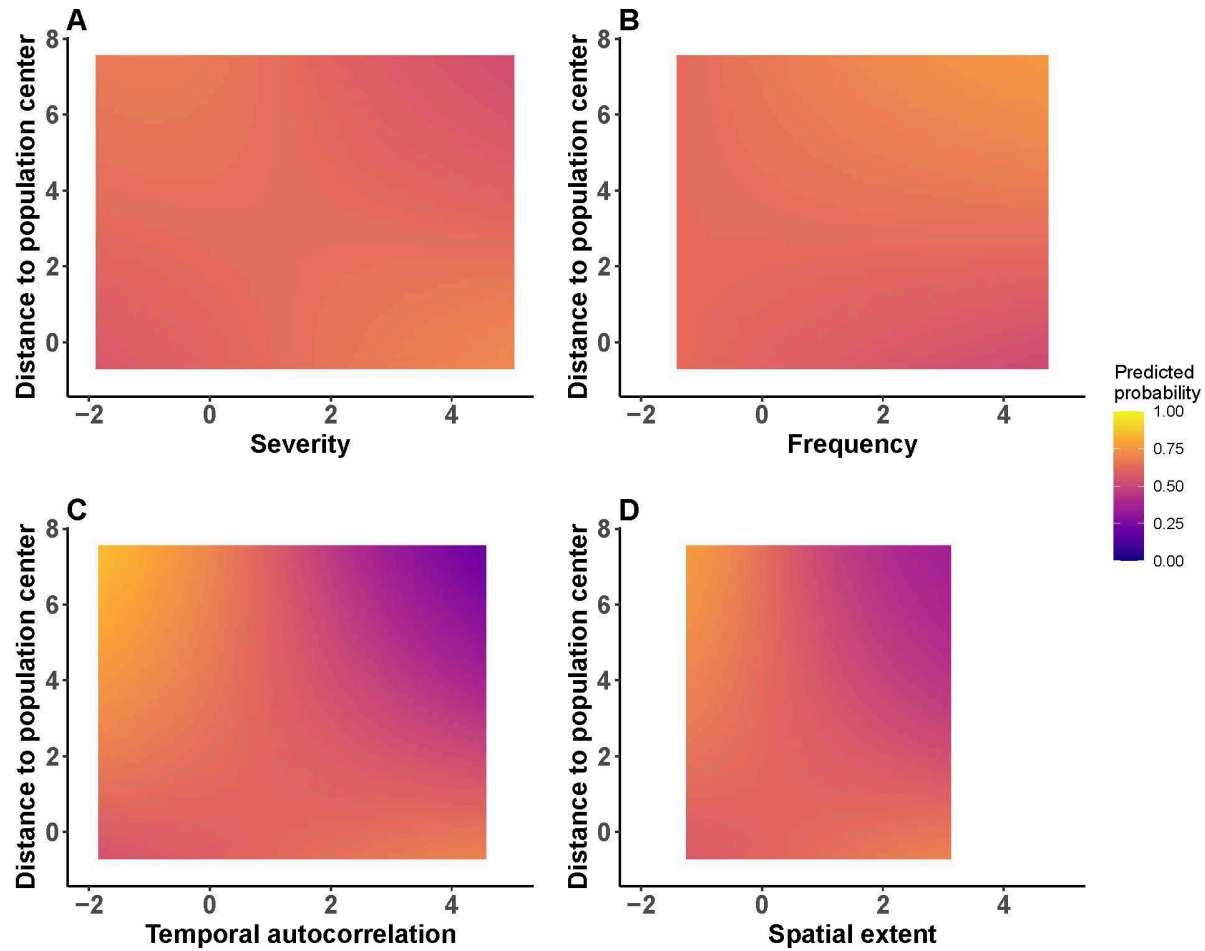 A
Distance to population center
8
6
4
2
0
−2 0 2 4
Severity
B
Distance to population center
8
6
4
2
0
−2 0 2 4
Frequency
Predicted
probability
1.00
0.75
0.50
0.25
0.00
C
Distance to population center
8
6
4
2
0
−2 0 2 4
Temporal autocorrelation
D
Distance to population center
8
6
4
2
0
−2 0 2 4
Spatial extent